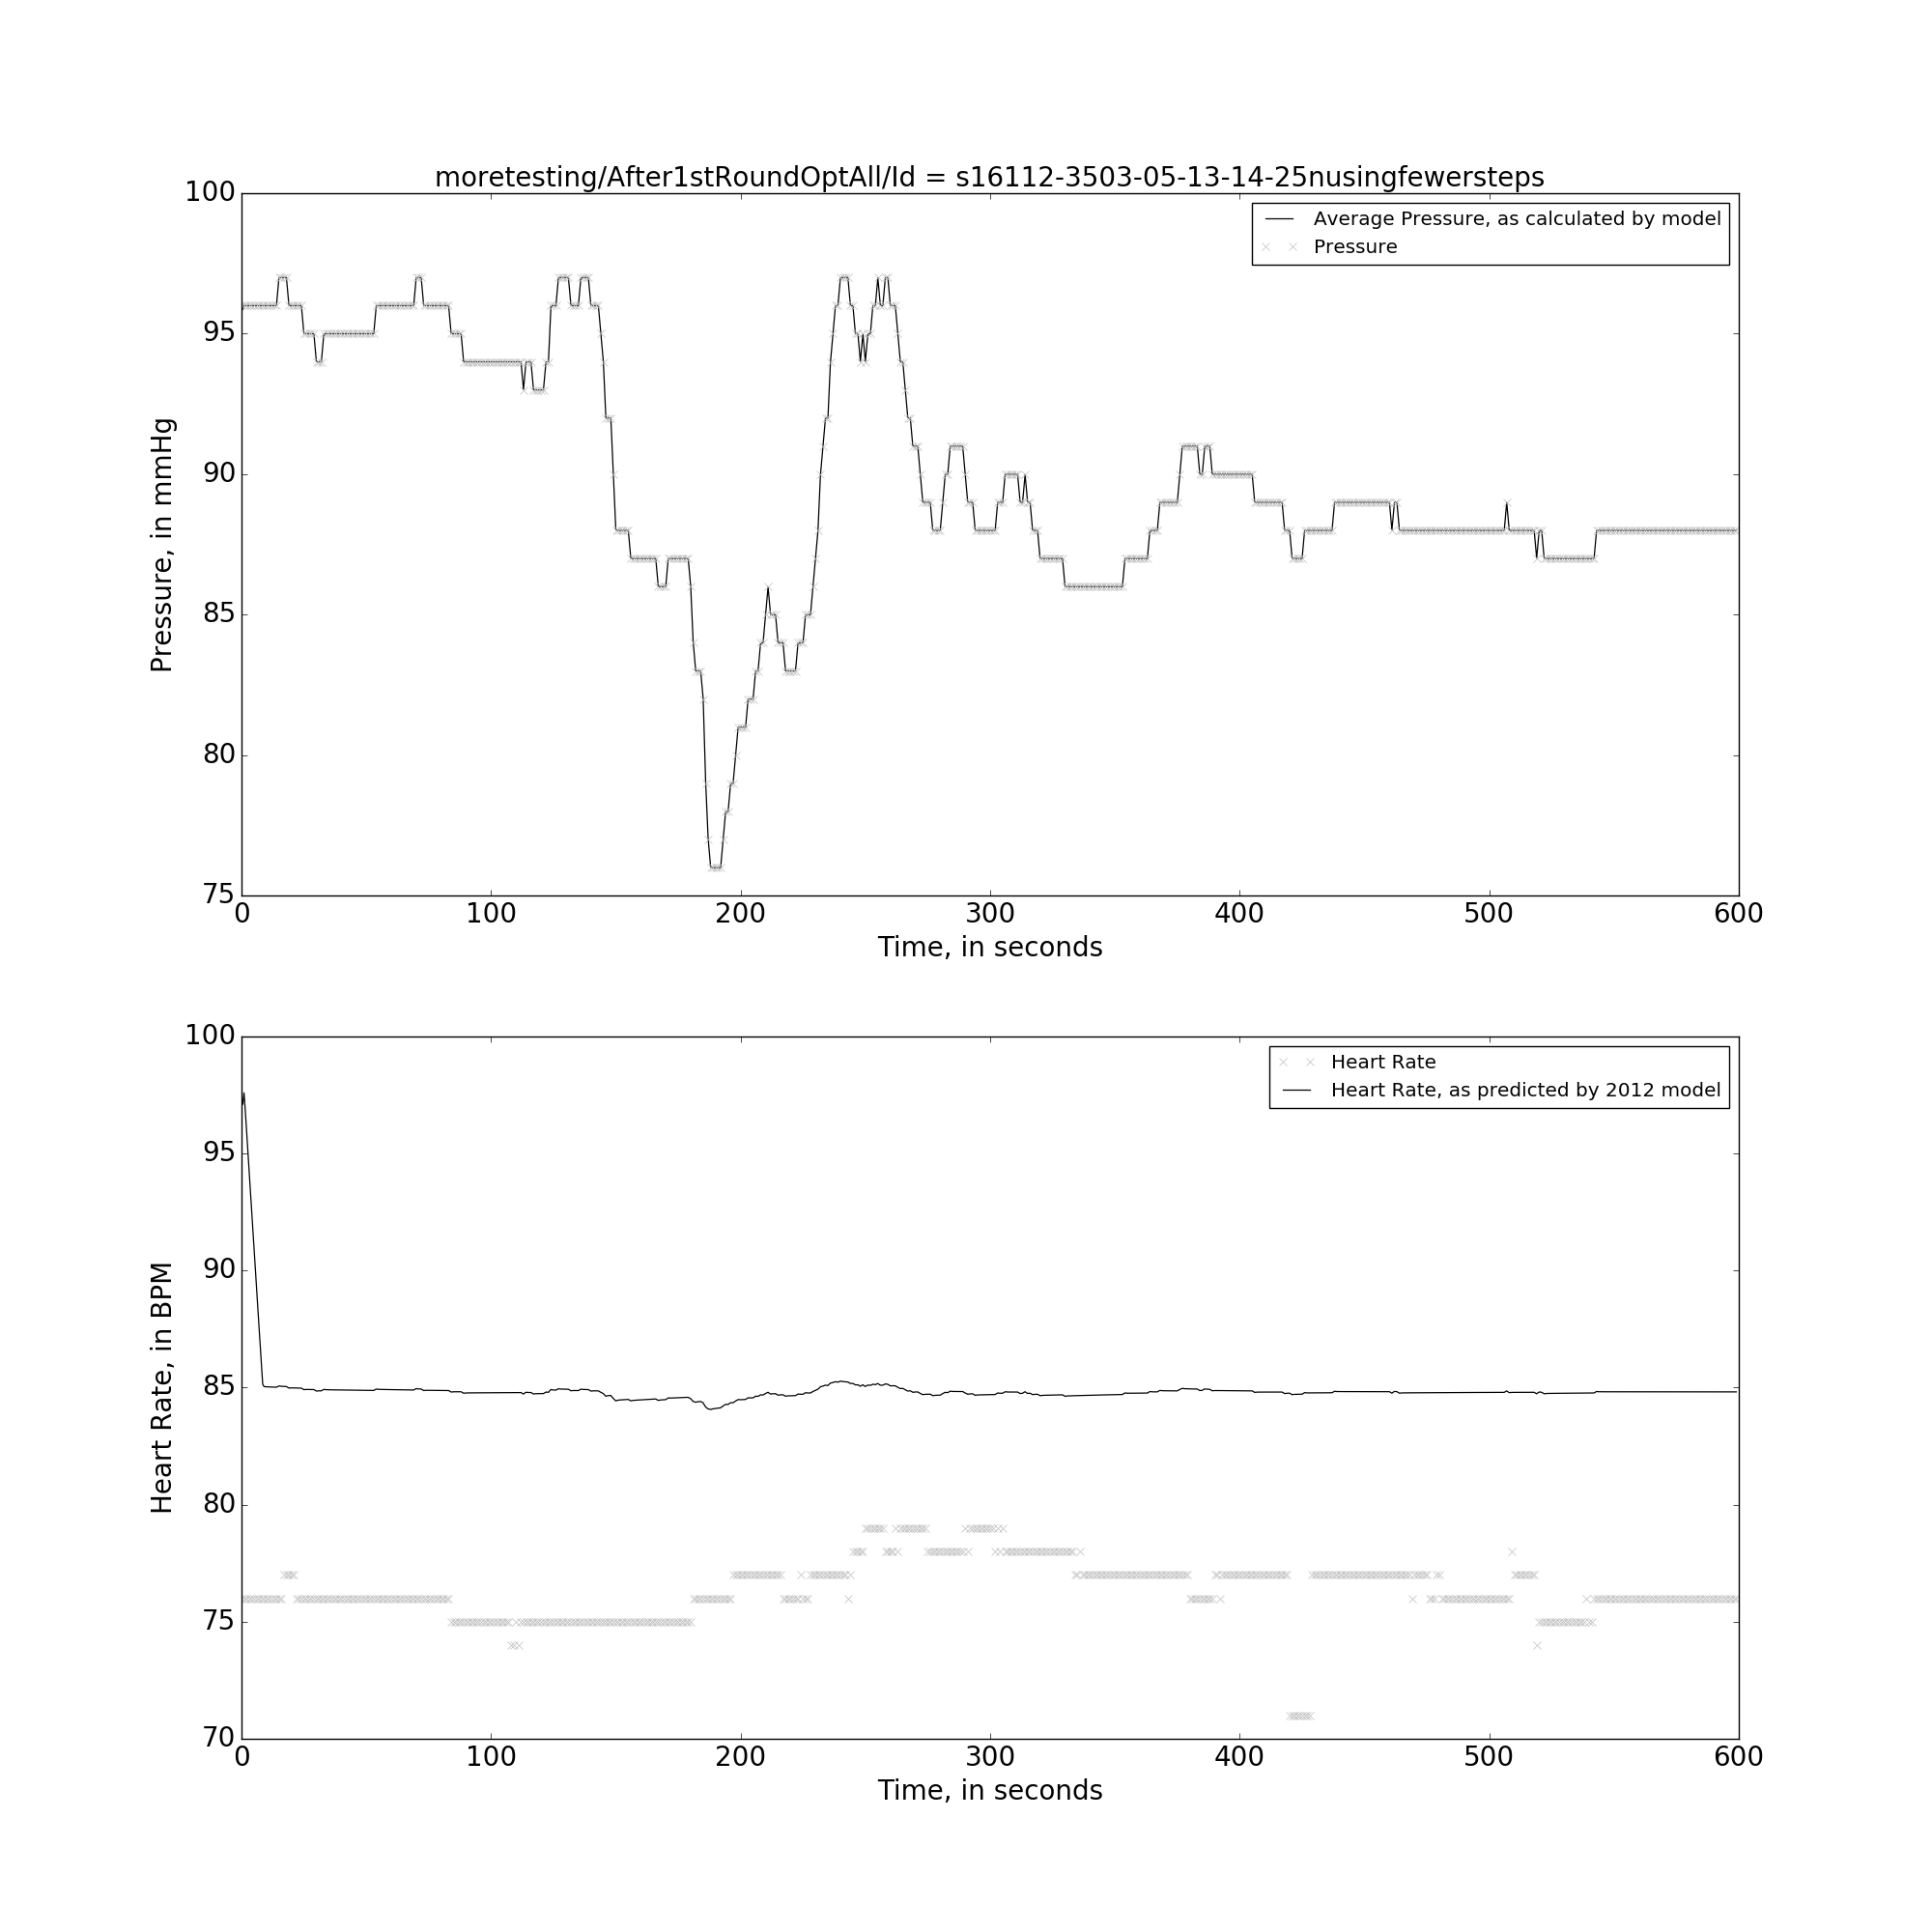 moretesting/After1stRoundOptAll/Id = s16112-3503-05-13-14-25nusingfewersteps
100
95
90
85
80
75
Pressure, in mmHg
Average Pressure, as calculated by model
Pressure
0 100 200 300 400 500 600
Time, in seconds
100
95
90
85
80
75
70
Heart Rate, in BPM
Heart Rate
Heart Rate, as predicted by 2012 model
0 100 200 300 400 500 600
Time, in seconds